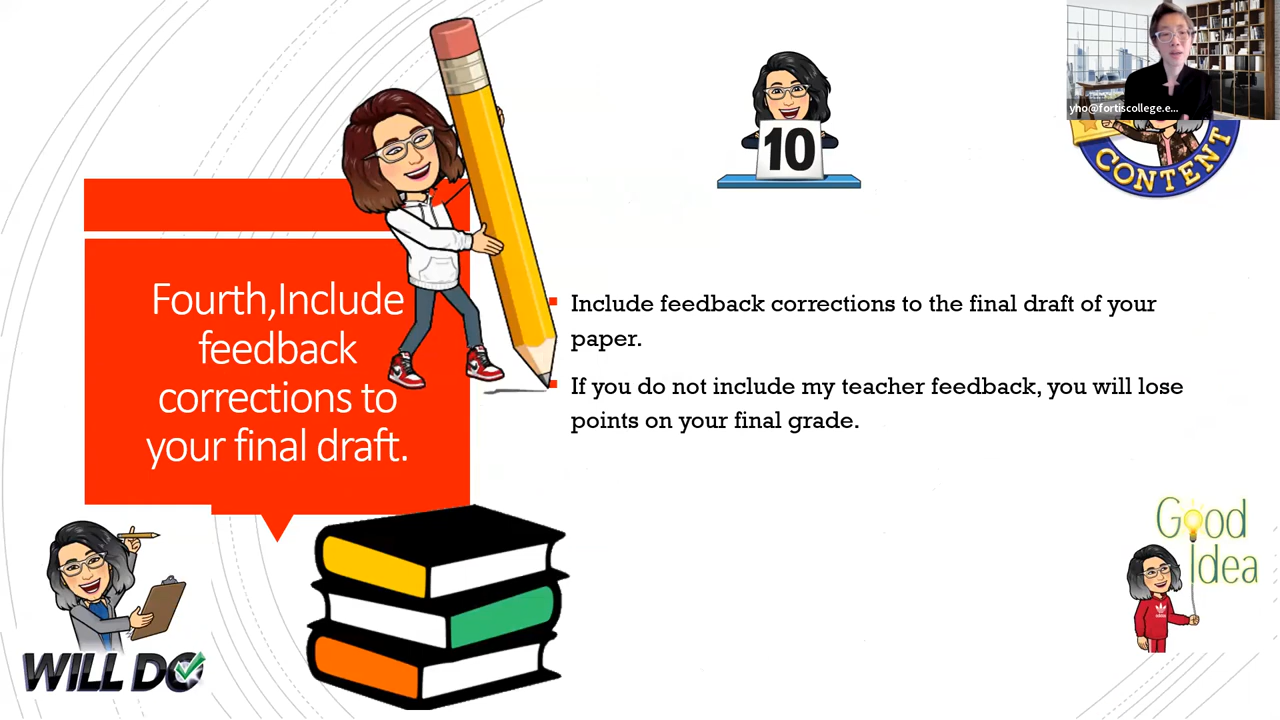 yho@fortiscollege.e...
10
CONTENT
Fourth,Include
feedback
corrections to
your final draft.
Include feedback corrections to the final draft of your
paper.
If you do not include my teacher feedback, you will lose
points on your final grade.
Good
Idea
WILL DO